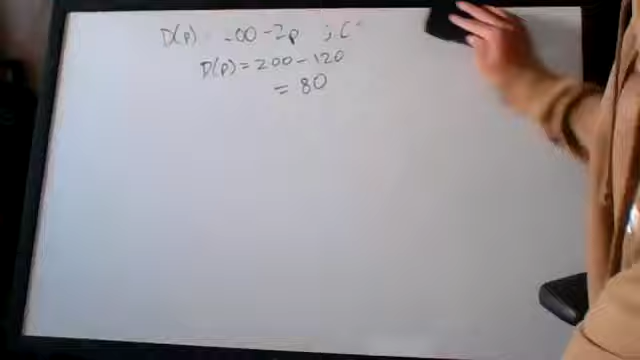 D(p) -00 - 2p ; C
D(p) = 200 - 120
= 80